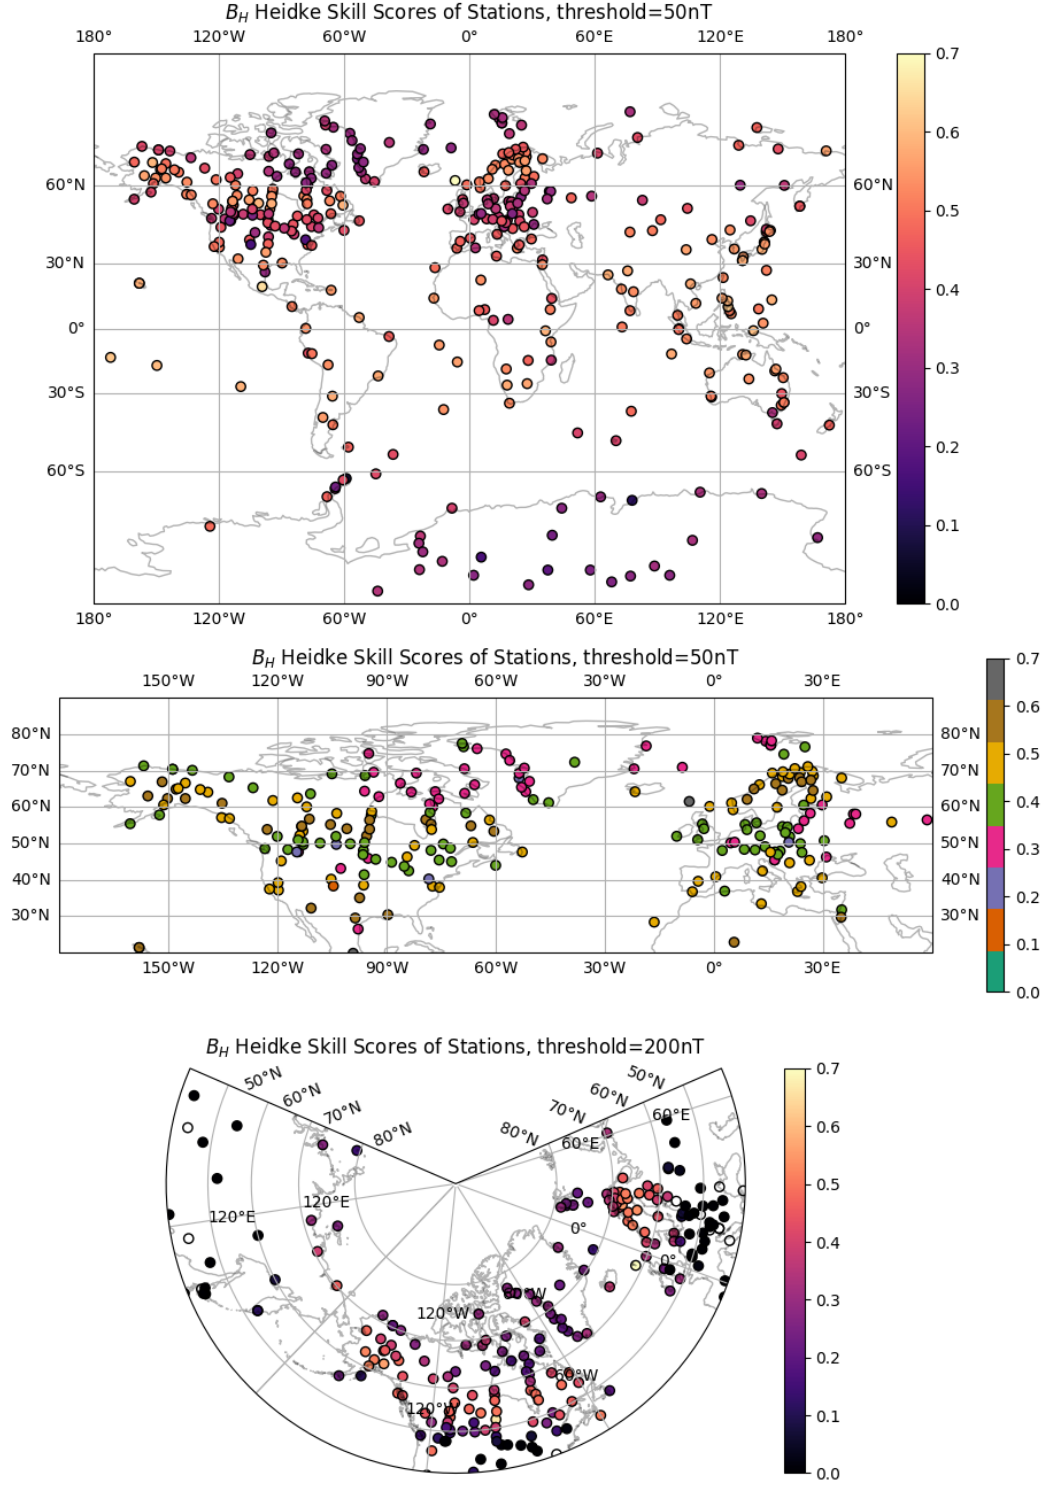 B_H Heidke Skill Scores of Stations, threshold=50nT
180° 120°W 60°W 0° 60°E 120°E 180°
0.7
0.6
60°N 60°N
0.5
30°N 30°N
0.4
0° 0°
0.3
30°S 30°S
0.2
60°S 60°S
0.1
0.0
180° 120°W 60°W 0° 60°E 120°E 180°
B_H Heidke Skill Scores of Stations, threshold=50nT
150°W 120°W 90°W 60°W 30°W 0° 30°E
0.7
80°N 80°N
0.6
70°N 70°N
0.5
60°N 60°N
0.4
50°N 50°N
0.3
40°N 40°N
0.2
30°N 30°N
0.1
0.0
150°W 120°W 90°W 60°W 30°W 0° 30°E
B_H Heidke Skill Scores of Stations, threshold=200nT
50°N 50°N
0.7
60°N 60°N
70°N 70°N 60°E
80°N 80°N 60°E
0.6
0.5
120°E
120°E 0°
0°
0.4
60°W
120°W
0.3
60°W
0.2
120°W
0.1
0.0